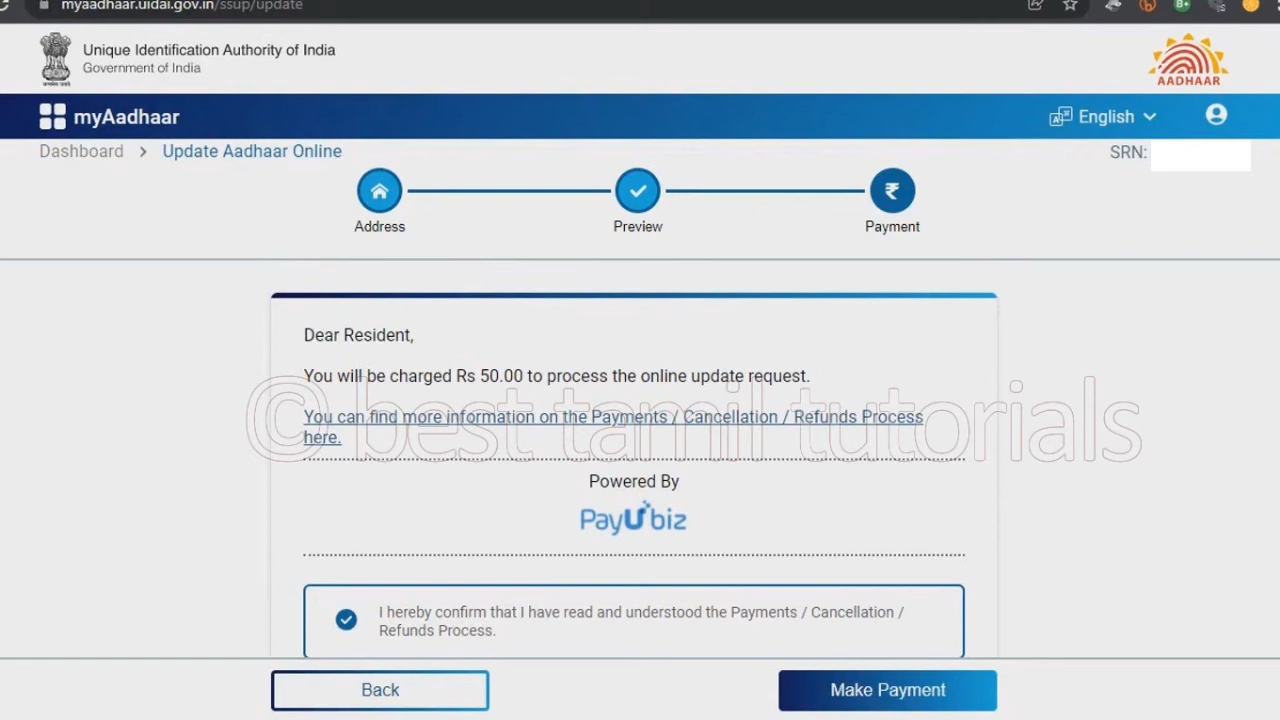 myaadhaar.uidai.gov.in/ssup/update
Unique Identification Authority of India
Government of India
AADHAAR
myAadhaar
English
Dashboard > Update Aadhaar Online
SRN:
Address
Preview
Payment
Dear Resident,
You will be charged Rs 50.00 to process the online update request.
You can find more information on the Payments / Cancellation / Refunds Process
here.
© best tamil tutorials
Powered By
PayUbiz
I hereby confirm that I have read and understood the Payments / Cancellation /
Refunds Process.
Back
Make Payment